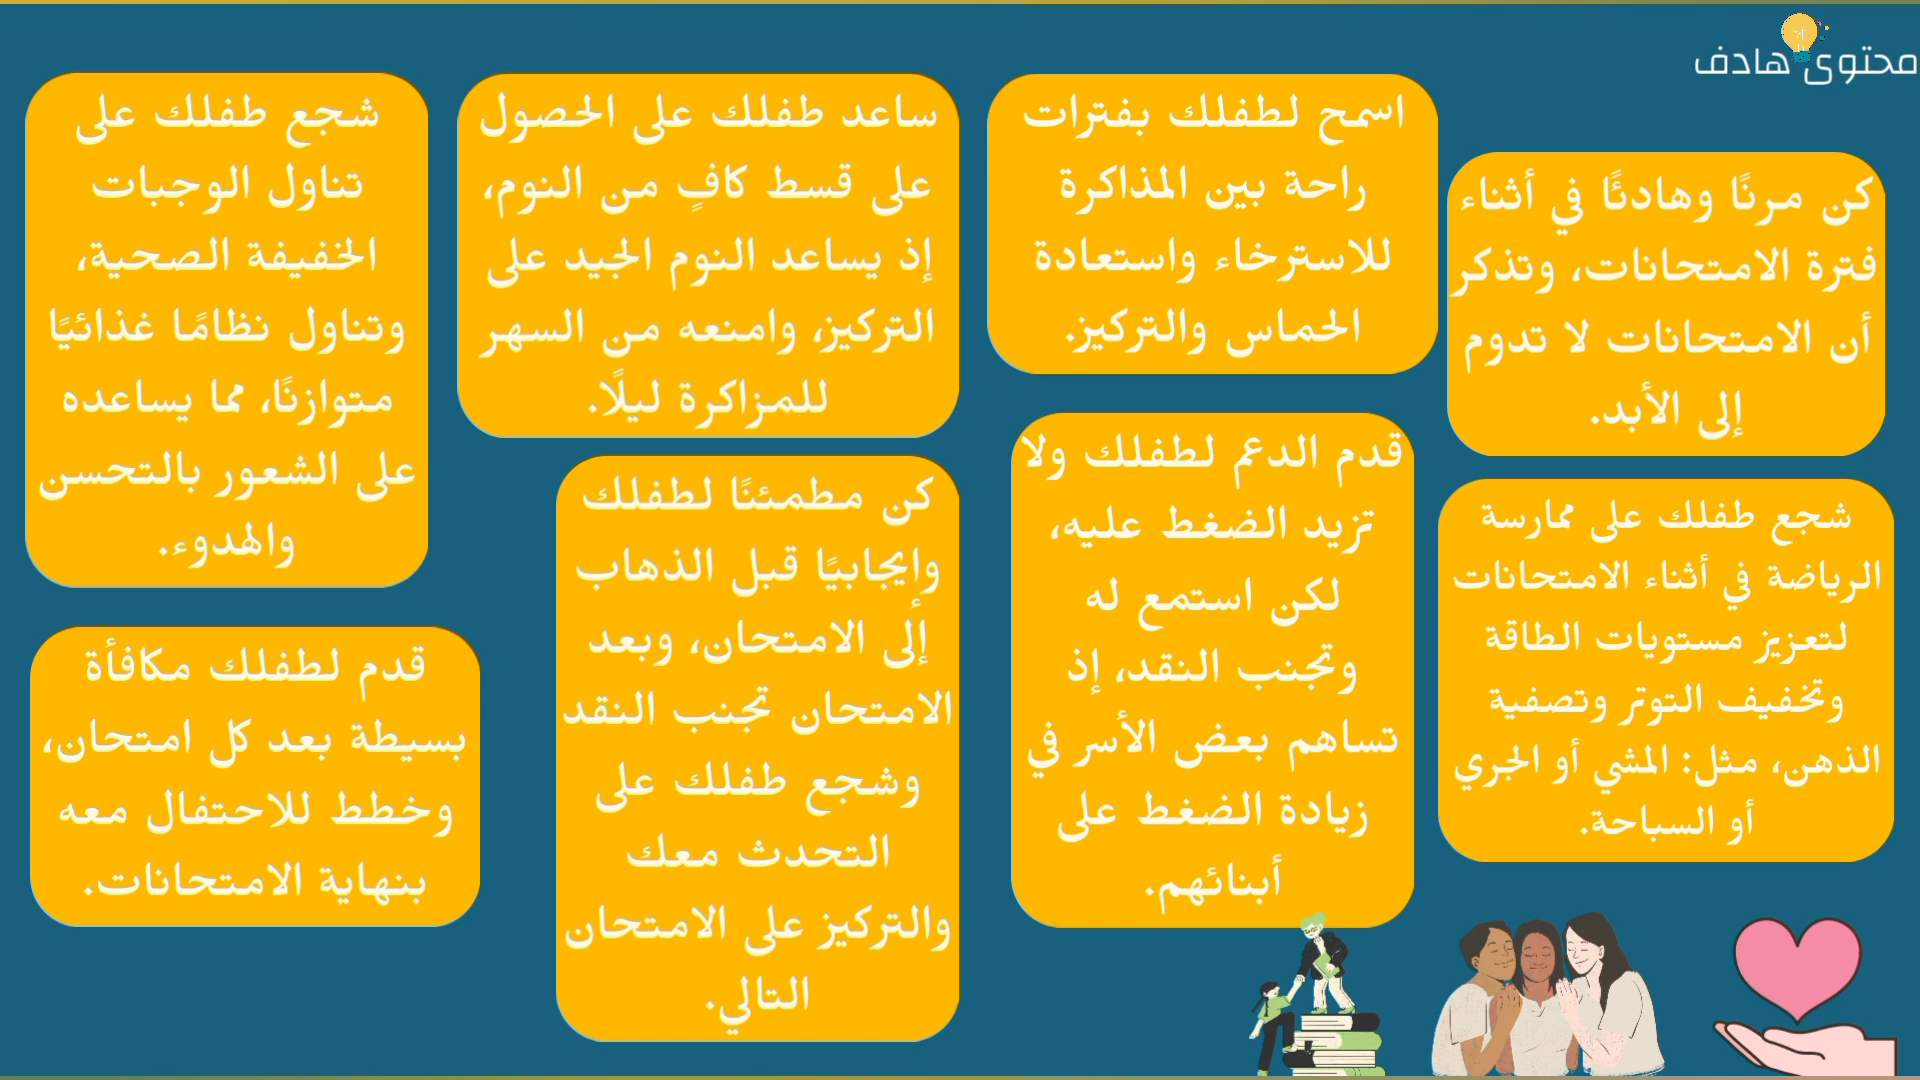 محتوى هادف
كن مرنًا وهادئًا في أثناء
فترة الامتحانات، وتذكر
أن الامتحانات لا تدوم
إلى الأبد.
شجع طفلك على ممارسة
الرياضة في أثناء الامتحانات
لتعزيز مستويات الطاقة
وتخفيف التوتر وتصفية
الذهن، مثل: المشي أو الجري
أو السباحة.
اسمح لطفلك بفترات
راحة بين المذاكرة
للاسترخاء واستعادة
الحماس والتركيز.
قدم الدعم لطفلك ولا
تزيد الضغط عليه،
لكن استمع له
وتجنب النقد، إذ
تساهم بعض الأسر في
زيادة الضغط على
أبنائهم.
ساعد طفلك على الحصول
على قسط كافٍ من النوم،
إذ يساعد النوم الجيد على
التركيز، وامنعه من السهر
للمزاكرة ليلًا.
كن مطمئنًا لطفلك
وايجابيًا قبل الذهاب
إلى الامتحان، وبعد
الامتحان تجنب النقد
وشجع طفلك على
التحدث معك
والتركيز على الامتحان
التالي.
شجع طفلك على
تناول الوجبات
الخفيفة الصحية،
وتناول نظامًا غذائيًا
متوازنًا، مما يساعده
على الشعور بالتحسن
والهدوء.
قدم لطفلك مكافأة
بسيطة بعد كل امتحان،
وخطط للاحتفال معه
بنهاية الامتحانات.